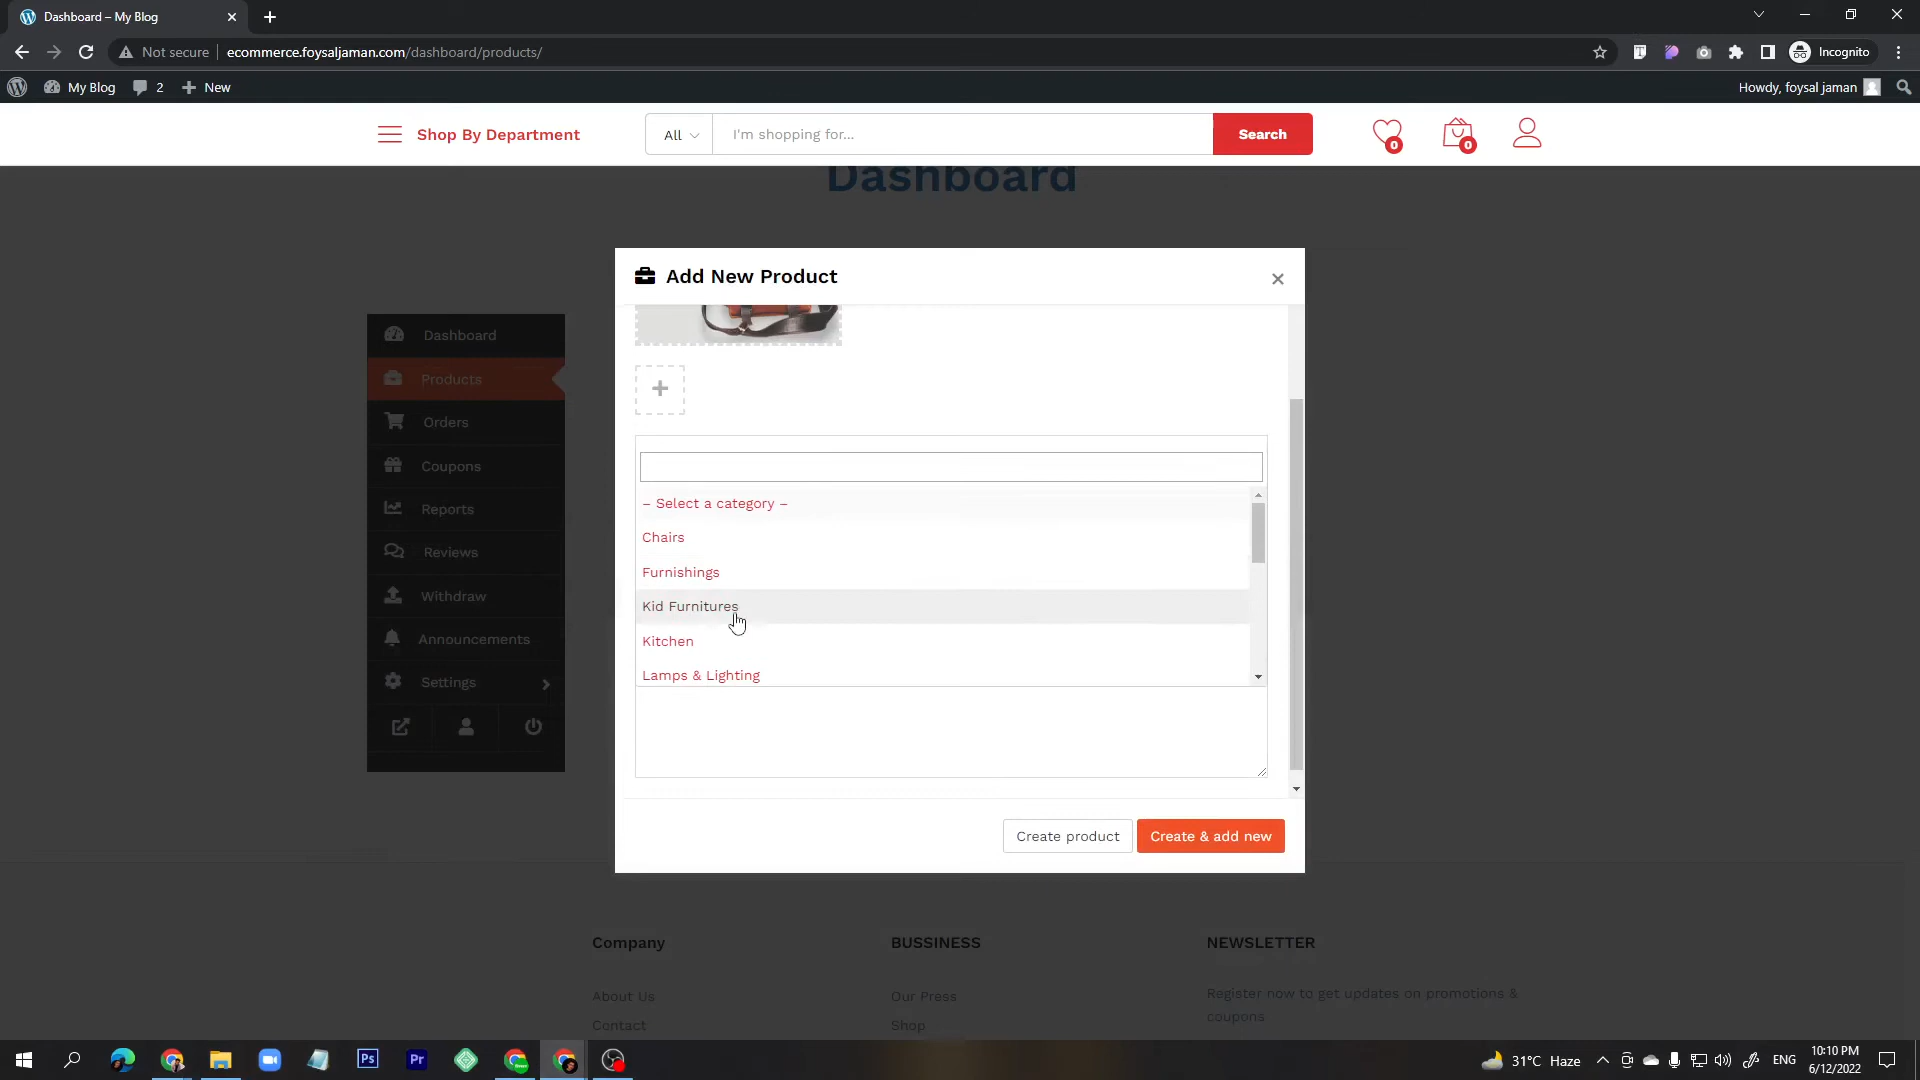 Dashboard – My Blog
Not secure
ecommerce.foysaljaman.com/dashboard/products/
Incognito
My Blog
2
New
Howdy, foysal jaman
Shop By Department
All
I'm shopping for...
Search
0
0
Dashboard
Add New Product
Dashboard
Products
Orders
Coupons
Reports
Reviews
Withdraw
Announcements
Settings
– Select a category –
Chairs
Furnishings
Kid Furnitures
Kitchen
Lamps & Lighting
Create product
Create & add new
Company
BUSSINESS
NEWSLETTER
About Us
Contact
Our Press
Shop
Register now to get updates on promotions &
coupons
Ps
Pr
31°C Haze
ENG
10:10 PM
6/12/2022